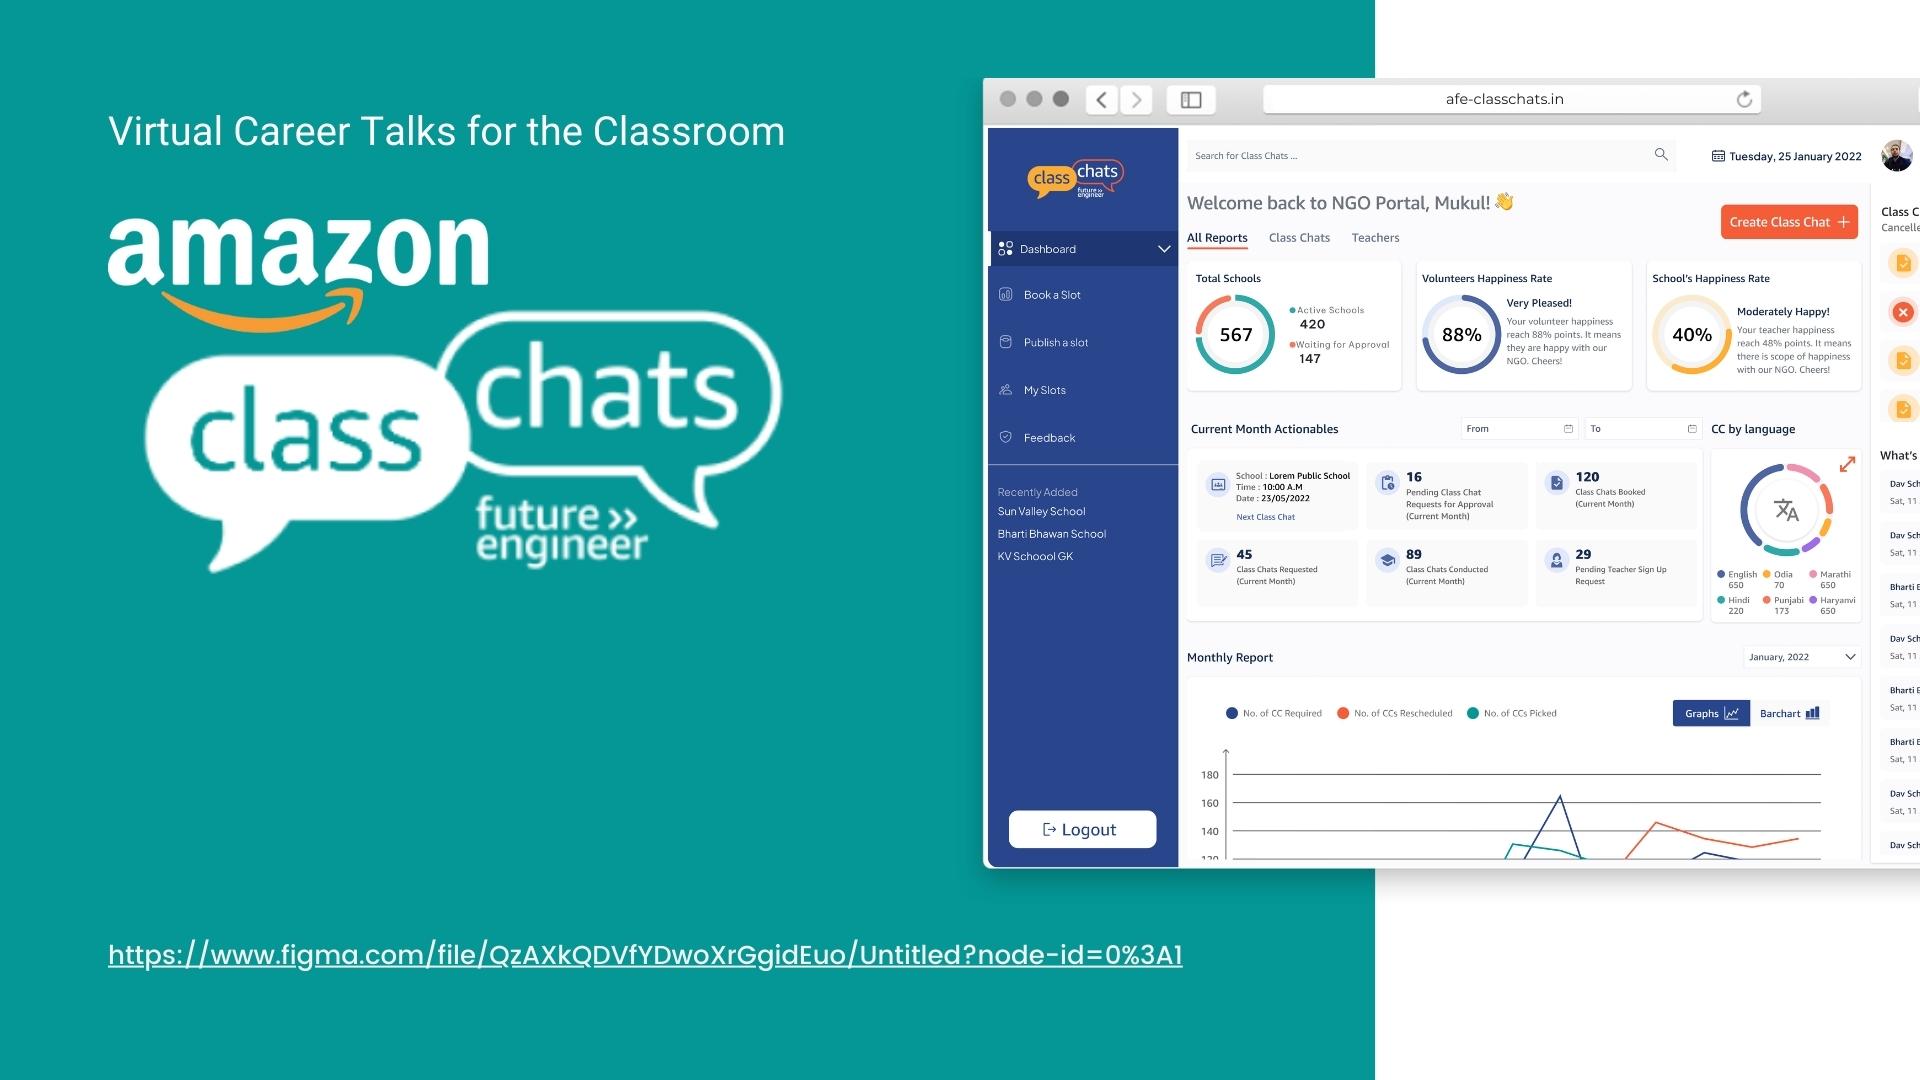 Virtual Career Talks for the Classroom
amazon
class chats
future >>
engineer
https://www.figma.com/file/QzAXkQDVfYDwoXrGgidEuo/Untitled?node-id=0%3A1
afe-classchats.in
class chats
future >>
engineer
Dashboard
Book a Slot
Publish a slot
My Slots
Feedback
Recently Added
Sun Valley School
Bharti Bhawan School
KV Schoool GK
Logout
Search for Class Chats ...
Tuesday, 25 January 2022
Welcome back to NGO Portal, Mukul! 👋
Create Class Chat +
All Reports Class Chats Teachers
Total Schools
567
Active Schools
420
Waiting for Approval
147
Volunteers Happiness Rate
88%
Very Pleased!
Your volunteer happiness
reach 88% points. It means
they are happy with our
NGO. Cheers!
School's Happiness Rate
40%
Moderately Happy!
Your teacher happiness
reach 48% points. It means
there is scope of happiness
with our NGO. Cheers!
Current Month Actionables
From
To
School : Lorem Public School
Time : 10:00 A.M
Date : 23/05/2022
Next Class Chat
16
Pending Class Chat
Requests for Approval
(Current Month)
120
Class Chats Booked
(Current Month)
45
Class Chats Requested
(Current Month)
89
Class Chats Conducted
(Current Month)
29
Pending Teacher Sign Up
Request
CC by language
English
650
Odia
70
Marathi
650
Hindi
220
Punjabi
173
Haryanvi
650
Monthly Report
January, 2022
No. of CC Required
No. of CCs Rescheduled
No. of CCs Picked
Graphs
Barchart
180
160
140
120
Class C
Cancelle
What's
Dav Sch
Sat, 11
Dav Sch
Sat, 11
Bharti B
Sat, 11
Dav Sch
Sat, 11
Bharti B
Sat, 11
Bharti B
Sat, 11
Dav Sch
Sat, 11
Dav Sch